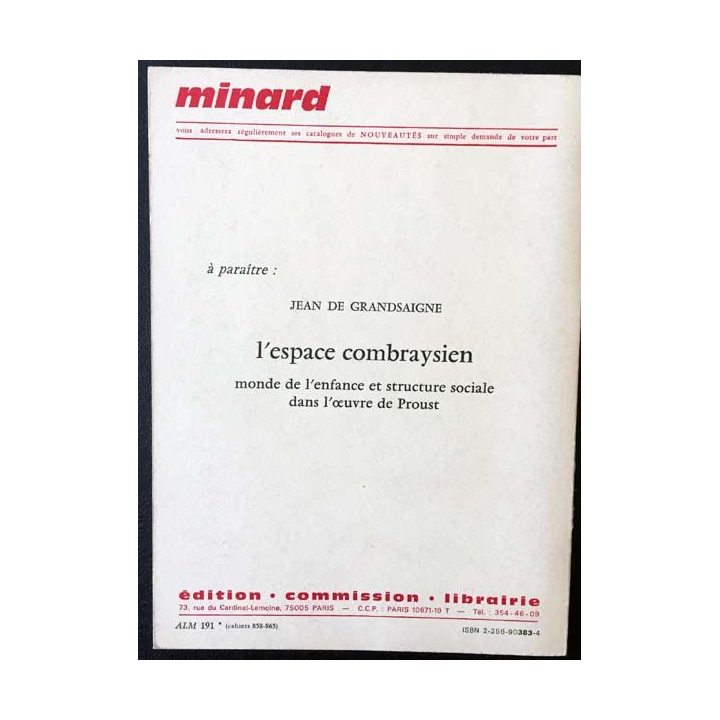 minard
vous adressera régulièrement ses catalogues de NOUVEAUTÉS sur simple demande de votre part
à paraître :
JEAN DE GRANDSAIGNE
l'espace combraysien
monde de l'enfance et structure sociale
dans l'œuvre de Proust
édition • commission • librairie
73, rue du Cardinal-Lemoine, 75005 PARIS — C.C.P. : PARIS 10671-19 T — Tél. : 354-46-09
ALM 191 * (cahiers 858-865)
ISBN 2-256-90383-4